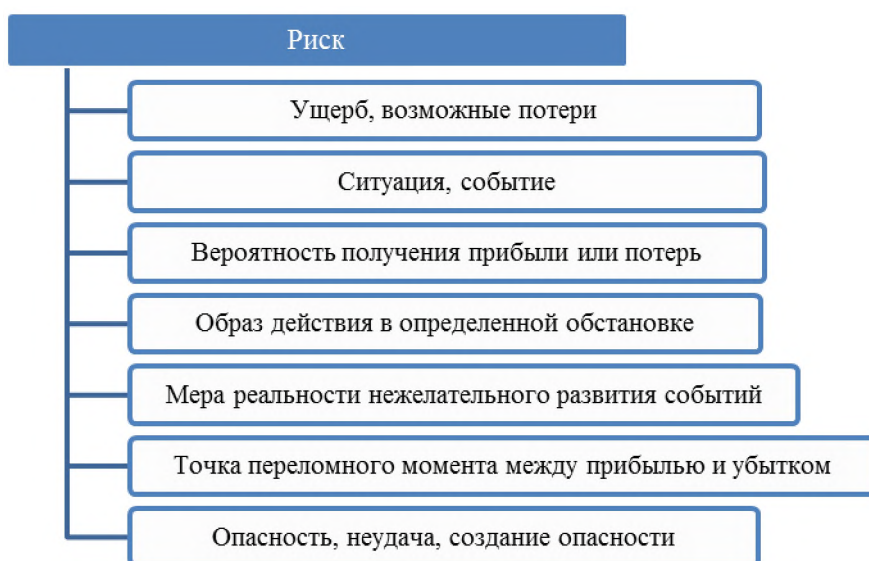 Риск
Ущерб, возможные потери
Ситуация, событие
Вероятность получения прибыли или потерь
Образ действия в определенной обстановке
Мера реальности нежелательного развития событий
Точка переломного момента между прибылью и убытком
Опасность, неудача, создание опасности